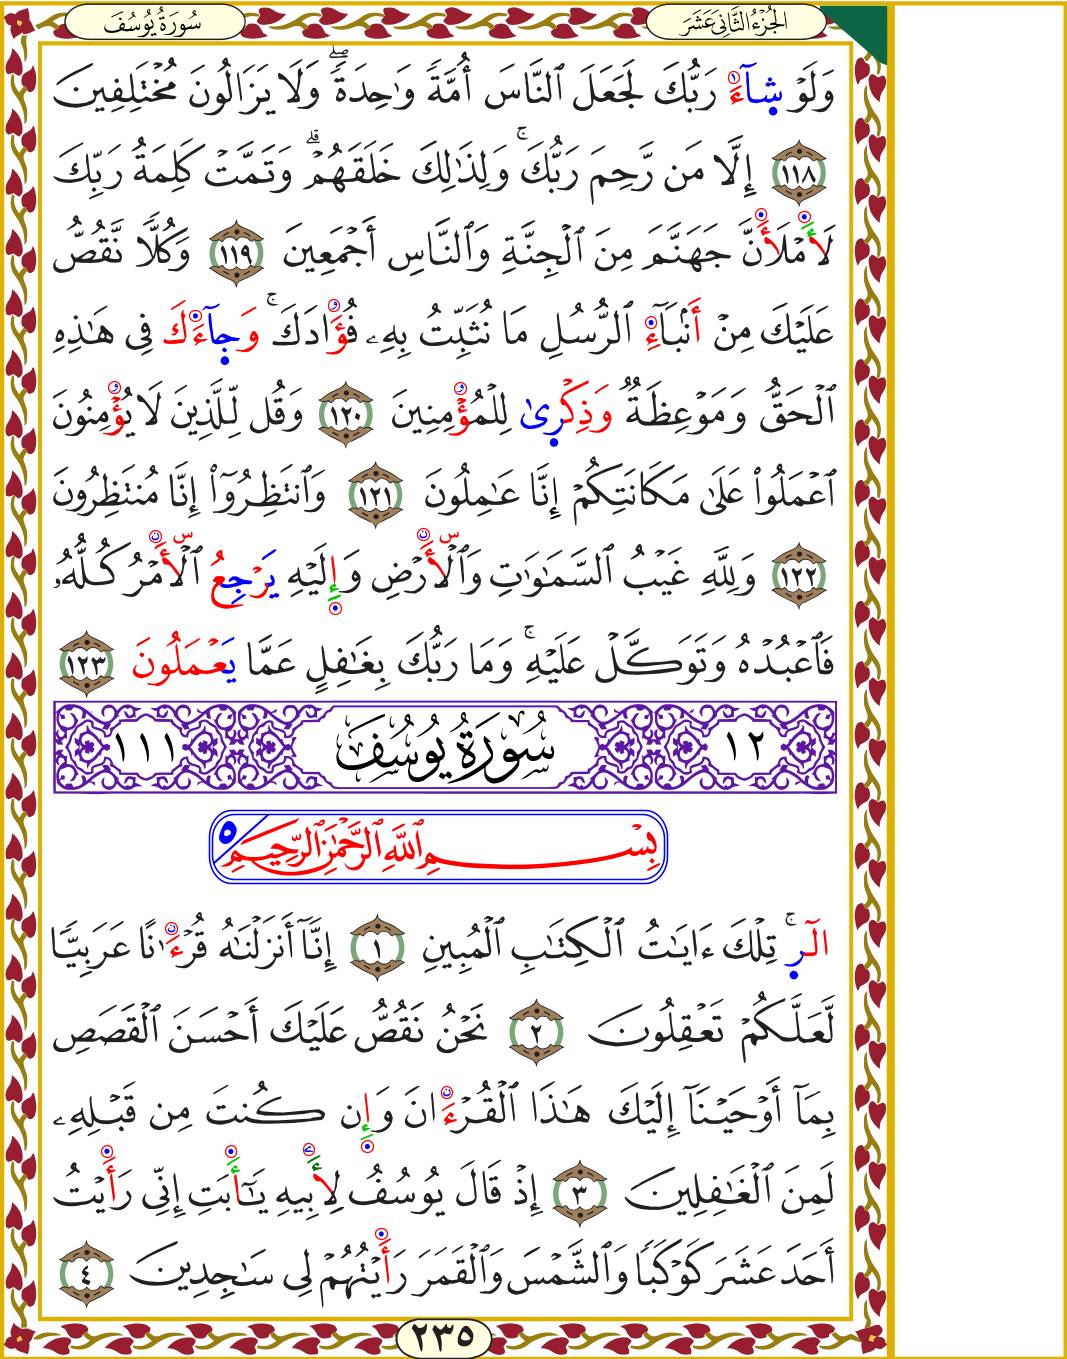 الجُزْءُ الثَّانِىَ عَشَرَ
سُورَةُ يُوسُفَ
وَلَوْ شَآءَ رَبُّكَ لَجَعَلَ ٱلنَّاسَ أُمَّةً وَٰحِدَةًۖ وَلَا يَزَالُونَ مُخْتَلِفِينَ
١١٨ إِلَّا مَن رَّحِمَ رَبُّكَۚ وَلِذَٰلِكَ خَلَقَهُمْۗ وَتَمَّتْ كَلِمَةُ رَبِّكَ
لَأَمْلَأَنَّ جَهَنَّمَ مِنَ ٱلْجِنَّةِ وَٱلنَّاسِ أَجْمَعِينَ ١١٩ وَكُلًّا نَّقُصُّ
عَلَيْكَ مِنْ أَنۢبَآءِ ٱلرُّسُلِ مَا نُثَبِّتُ بِهِۦ فُؤَادَكَۚ وَجَآءَكَ فِى هَٰذِهِ
ٱلْحَقُّ وَمَوْعِظَةٌ وَذِكْرَىٰ لِلْمُؤْمِنِينَ ١٢٠ وَقُل لِّلَّذِينَ لَا يُؤْمِنُونَ
ٱعْمَلُوا۟ عَلَىٰ مَكَانَتِكُمْ إِنَّا عَٰمِلُونَ ١٢١ وَٱنتَظِرُوٓا۟ إِنَّا مُنتَظِرُونَ
١٢٢ وَلِلَّهِ غَيْبُ ٱلسَّمَٰوَٰتِ وَٱلْأَرْضِ وَإِلَيْهِ يَرْجِعُ ٱلْأَمْرُ كُلُّهُۥ
فَٱعْبُدْهُ وَتَوَكَّلْ عَلَيْهِۚ وَمَا رَبُّكَ بِغَٰفِلٍ عَمَّا يَعْمَلُونَ ١٢٣
١٢ سُورَةُ يُوسُفَ ١١١
بِسْمِ ٱللَّهِ ٱلرَّحْمَٰنِ ٱلرَّحِيمِ ٥
الٓرۚ تِلْكَ ءَايَٰتُ ٱلْكِتَٰبِ ٱلْمُبِينِ ١ إِنَّآ أَنزَلْنَٰهُ قُرْءَٰنًا عَرَبِيًّا
لَّعَلَّكُمْ تَعْقِلُونَ ٢ نَحْنُ نَقُصُّ عَلَيْكَ أَحْسَنَ ٱلْقَصَصِ
بِمَآ أَوْحَيْنَآ إِلَيْكَ هَٰذَا ٱلْقُرْءَانَ وَإِن كُنتَ مِن قَبْلِهِۦ
لَمِنَ ٱلْغَٰفِلِينَ ٣ إِذْ قَالَ يُوسُفُ لِأَبِيهِ يَٰٓأَبَتِ إِنِّى رَأَيْتُ
أَحَدَ عَشَرَ كَوْكَبًا وَٱلشَّمْسَ وَٱلْقَمَرَ رَأَيْتُهُمْ لِى سَٰجِدِينَ ٤
٢٣٥